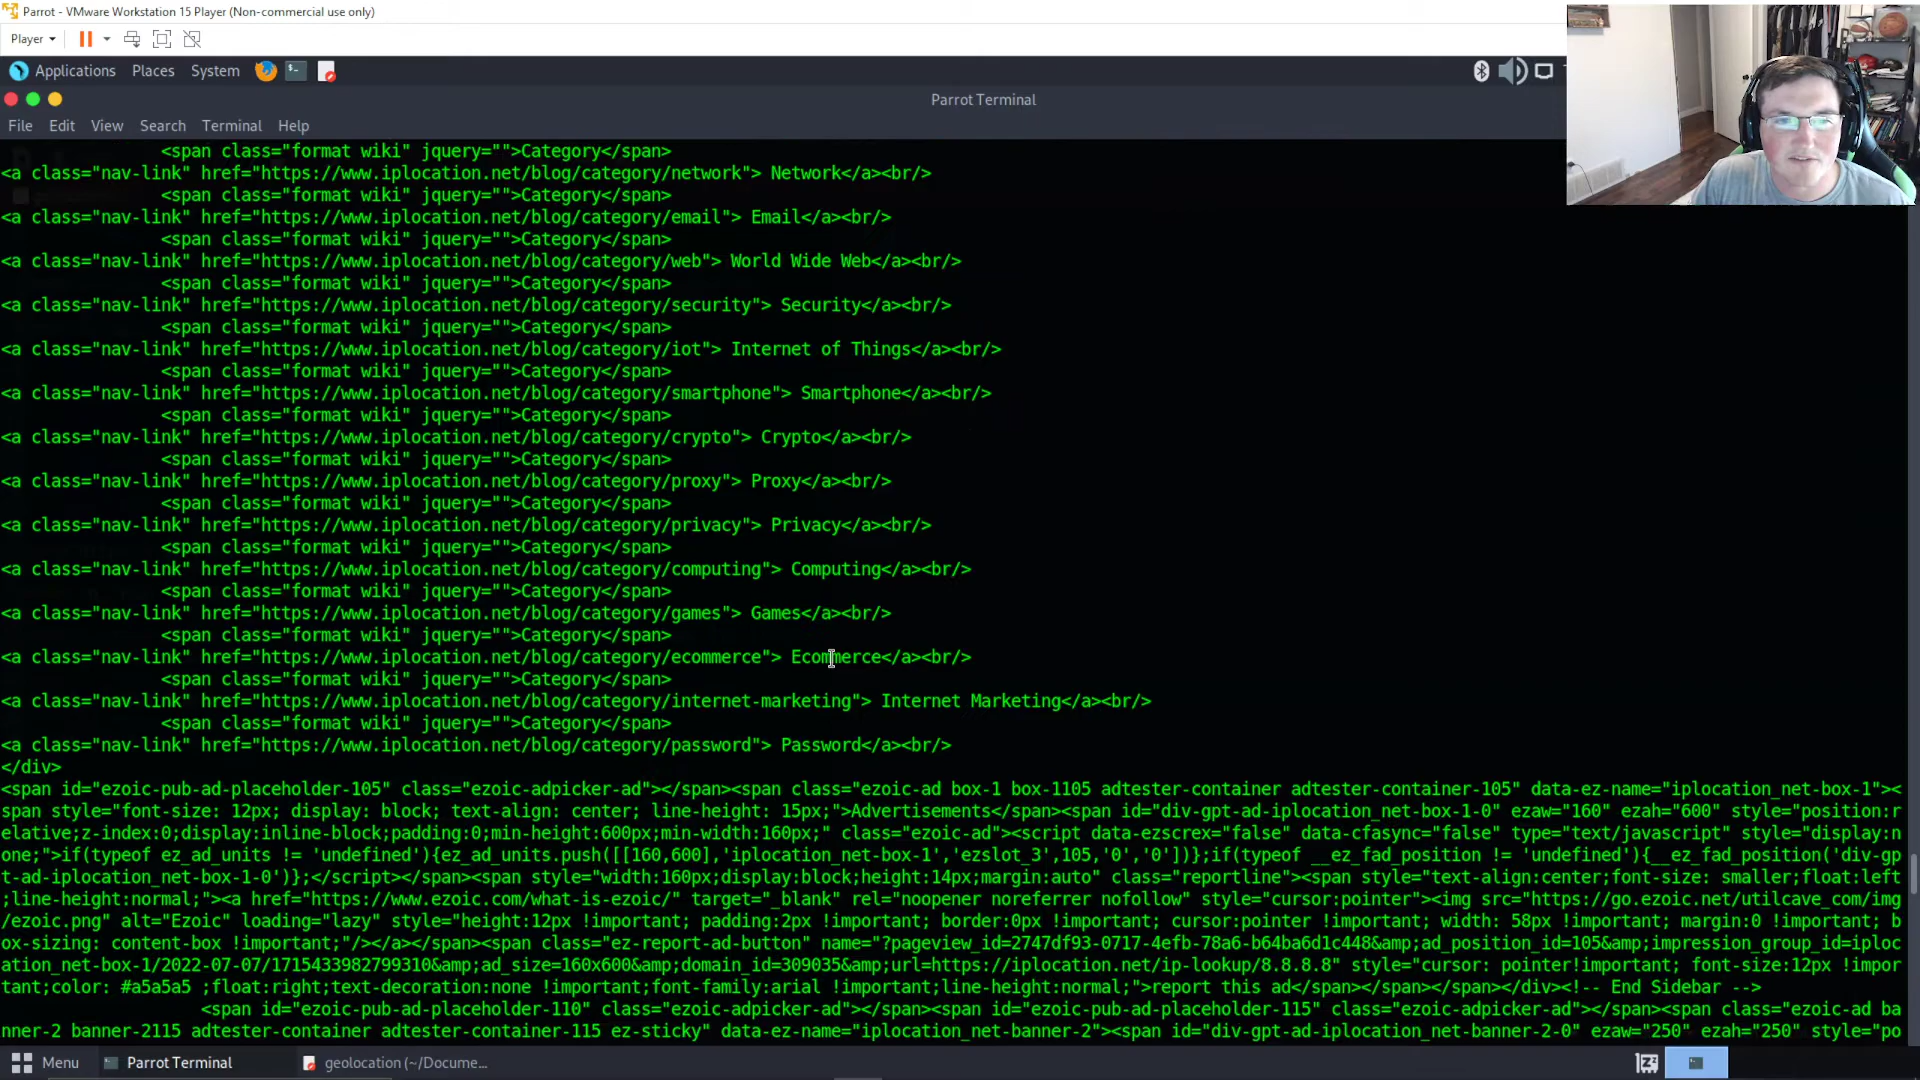 Parrot - VMware Workstation 15 Player (Non-commercial use only)
Player
Applications Places System
Parrot Terminal
File Edit View Search Terminal Help
<span class="format wiki" jquery="">Category</span>
<a class="nav-link" href="https://www.iplocation.net/blog/category/network"> Network</a><br/>
<span class="format wiki" jquery="">Category</span>
<a class="nav-link" href="https://www.iplocation.net/blog/category/email"> Email</a><br/>
<span class="format wiki" jquery="">Category</span>
<a class="nav-link" href="https://www.iplocation.net/blog/category/web"> World Wide Web</a><br/>
<span class="format wiki" jquery="">Category</span>
<a class="nav-link" href="https://www.iplocation.net/blog/category/security"> Security</a><br/>
<span class="format wiki" jquery="">Category</span>
<a class="nav-link" href="https://www.iplocation.net/blog/category/iot"> Internet of Things</a><br/>
<span class="format wiki" jquery="">Category</span>
<a class="nav-link" href="https://www.iplocation.net/blog/category/smartphone"> Smartphone</a><br/>
<span class="format wiki" jquery="">Category</span>
<a class="nav-link" href="https://www.iplocation.net/blog/category/crypto"> Crypto</a><br/>
<span class="format wiki" jquery="">Category</span>
<a class="nav-link" href="https://www.iplocation.net/blog/category/proxy"> Proxy</a><br/>
<span class="format wiki" jquery="">Category</span>
<a class="nav-link" href="https://www.iplocation.net/blog/category/privacy"> Privacy</a><br/>
<span class="format wiki" jquery="">Category</span>
<a class="nav-link" href="https://www.iplocation.net/blog/category/computing"> Computing</a><br/>
<span class="format wiki" jquery="">Category</span>
<a class="nav-link" href="https://www.iplocation.net/blog/category/games"> Games</a><br/>
<span class="format wiki" jquery="">Category</span>
<a class="nav-link" href="https://www.iplocation.net/blog/category/ecommerce"> Ecommerce</a><br/>
<span class="format wiki" jquery="">Category</span>
<a class="nav-link" href="https://www.iplocation.net/blog/category/internet-marketing"> Internet Marketing</a><br/>
<span class="format wiki" jquery="">Category</span>
<a class="nav-link" href="https://www.iplocation.net/blog/category/password"> Password</a><br/>
</div>
<span id="ezoic-pub-ad-placeholder-105" class="ezoic-adpicker-ad"></span><span class="ezoic-ad box-1 box-1105 adtester-container adtester-container-105" data-ez-name="iplocation_net-box-1"><
span style="font-size: 12px; display: block; text-align: center; line-height: 15px;">Advertisements</span><span id="div-gpt-ad-iplocation_net-box-1-0" ezaw="160" ezah="600" style="position:r
elative;z-index:0;display:inline-block;padding:0;min-height:600px;min-width:160px;" class="ezoic-ad"><script data-ezscrex="false" data-cfasync="false" type="text/javascript" style="display:n
one;">if(typeof ez_ad_units != 'undefined'){ez_ad_units.push([[160,600],'iplocation_net-box-1','ezslot_3',105,'0','0'])};if(typeof __ez_fad_position != 'undefined'){__ez_fad_position('div-gp
t-ad-iplocation_net-box-1-0')};</script></span><span style="width:160px;display:block;height:14px;margin:auto" class="reportline"><span style="text-align:center;font-size: smaller;float:left
;line-height:normal;"><a href="https://www.ezoic.com/what-is-ezoic/" target="_blank" rel="noopener noreferrer nofollow" style="cursor:pointer"><img src="https://go.ezoic.net/utilcave_com/img
/ezoic.png" alt="Ezoic" loading="lazy" style="height:12px !important; padding:2px !important; border:0px !important; cursor:pointer !important; width: 58px !important; margin:0 !important; b
ox-sizing: content-box !important;"/></a></span><span class="ez-report-ad-button" name="?pageview_id=2747df93-0717-4efb-78a6-b64ba6d1c448&amp;ad_position_id=105&amp;impression_group_id=iploc
ation_net-box-1/2022-07-07/1715433982799310&amp;ad_size=160x600&amp;domain_id=309035&amp;url=https://iplocation.net/ip-lookup/8.8.8.8" style="cursor: pointer!important; font-size:12px !impor
tant;color: #a5a5a5 ;float:right;text-decoration:none !important;font-family:arial !important;line-height:normal;">report this ad</span></span></span></div><!-- End Sidebar -->
<span id="ezoic-pub-ad-placeholder-110" class="ezoic-adpicker-ad"></span><span id="ezoic-pub-ad-placeholder-115" class="ezoic-adpicker-ad"></span><span class="ezoic-ad ba
nner-2 banner-2115 adtester-container adtester-container-115 ez-sticky" data-ez-name="iplocation_net-banner-2"><span id="div-gpt-ad-iplocation_net-banner-2-0" ezaw="250" ezah="250" style="po
Menu Parrot Terminal geolocation (~/Docume...